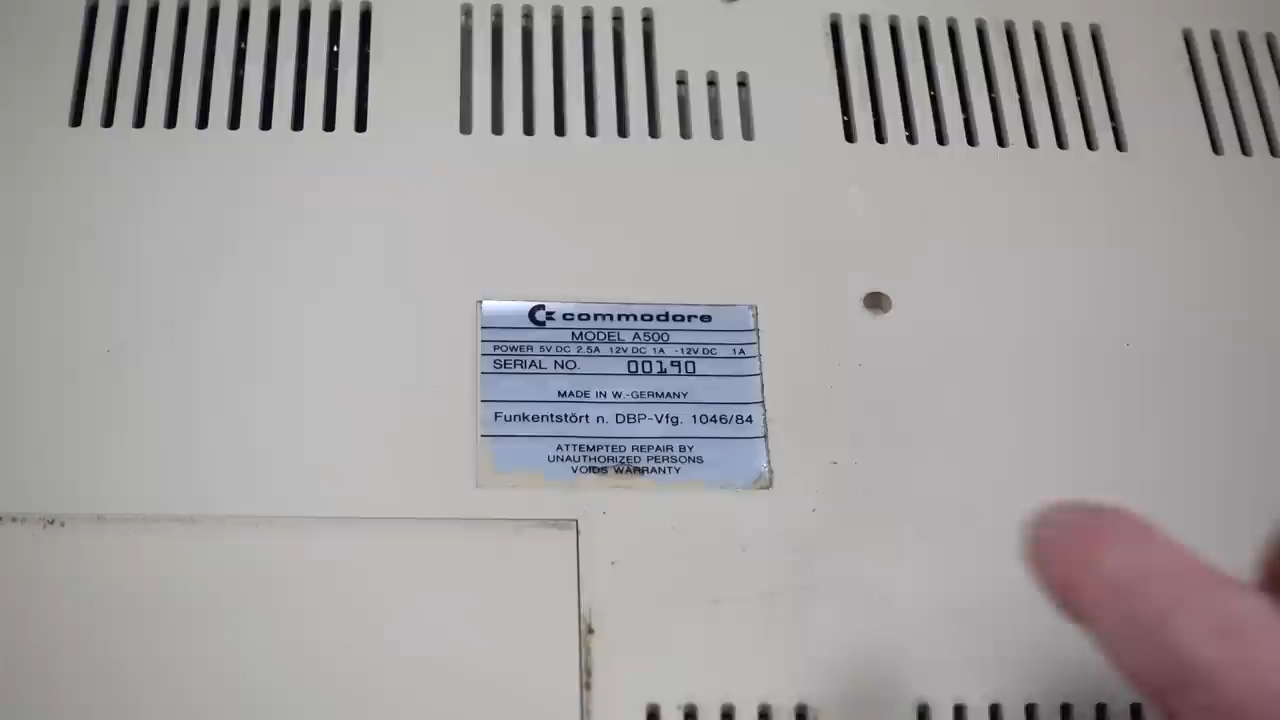 commodore
MODEL A500
POWER 5V DC 2.5A 12V DC 1A -12V DC 1A
SERIAL NO. 00190
MADE IN W.-GERMANY
Funkentstört n. DBP-Vfg. 1046/84
ATTEMPTED REPAIR BY
UNAUTHORIZED PERSONS
VOIDS WARRANTY